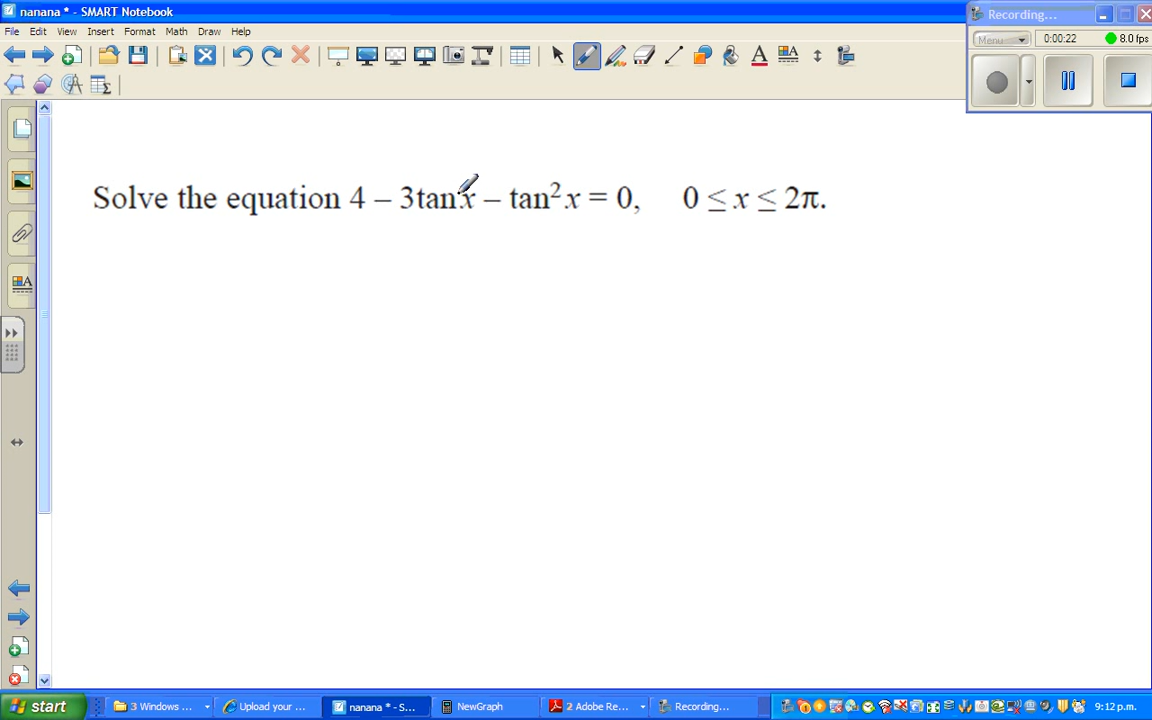 nanana * - SMART Notebook
Recording...
File Edit View Insert Format Math Draw Help
Menu 0:00:22 8.0 fps
Solve the equation 4 – 3tan x – tan² x = 0, 0 ≤ x ≤ 2π.
start 3 Windows ... Upload your ... nanana * - S... NewGraph 2 Adobe Re... Recording... 9:12 p.m.